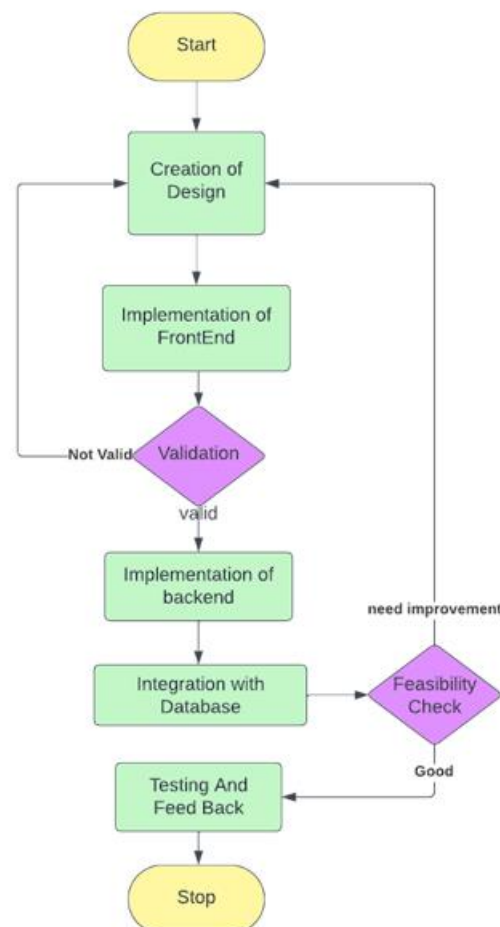 Start
Creation of
Design
Implementation of
FrontEnd
Not Valid
Validation
valid
Implementation of
backend
need improvement
Integration with
Database
Feasibility
Check
Good
Testing And
Feed Back
Stop